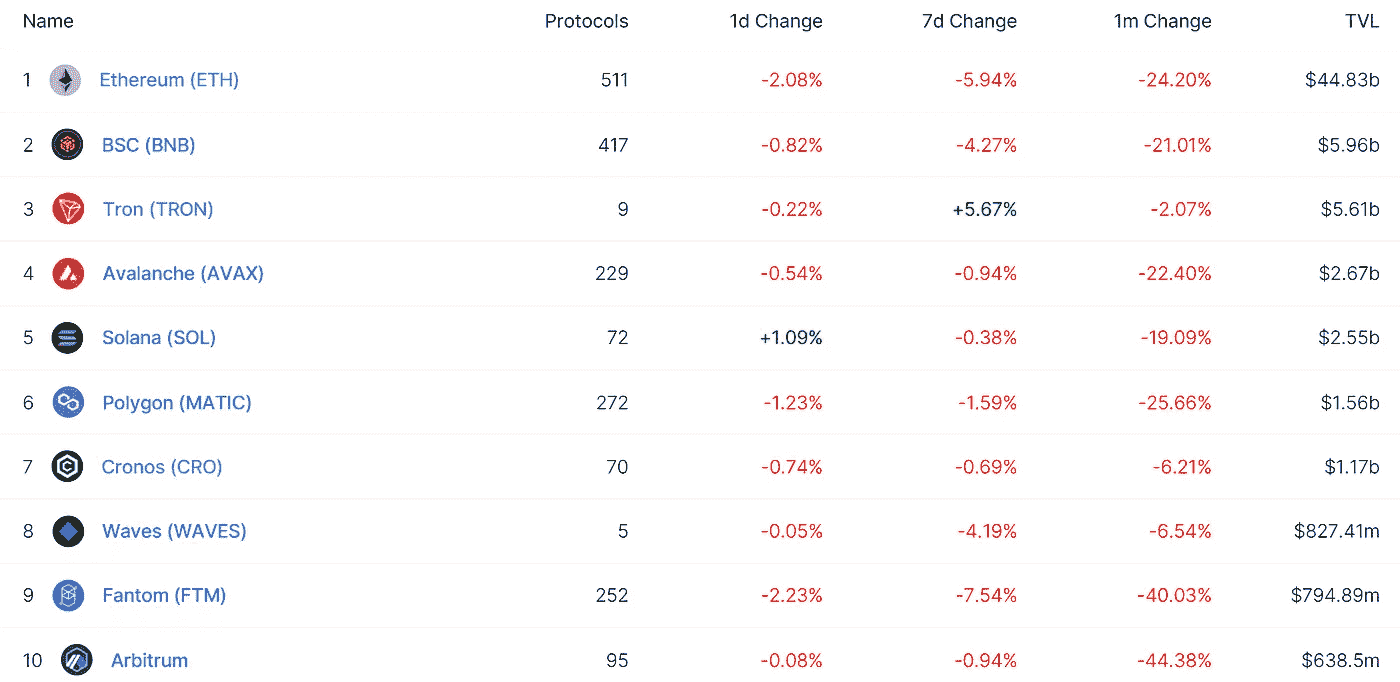 Name Protocols 1d Change 7d Change 1m Change TVL
1 Ethereum (ETH) 511 -2.08% -5.94% -24.20% $44.83b
2 BSC (BNB) 417 -0.82% -4.27% -21.01% $5.96b
3 Tron (TRON) 9 -0.22% +5.67% -2.07% $5.61b
4 Avalanche (AVAX) 229 -0.54% -0.94% -22.40% $2.67b
5 Solana (SOL) 72 +1.09% -0.38% -19.09% $2.55b
6 Polygon (MATIC) 272 -1.23% -1.59% -25.66% $1.56b
7 Cronos (CRO) 70 -0.74% -0.69% -6.21% $1.17b
8 Waves (WAVES) 5 -0.05% -4.19% -6.54% $827.41m
9 Fantom (FTM) 252 -2.23% -7.54% -40.03% $794.89m
10 Arbitrum 95 -0.08% -0.94% -44.38% $638.5m